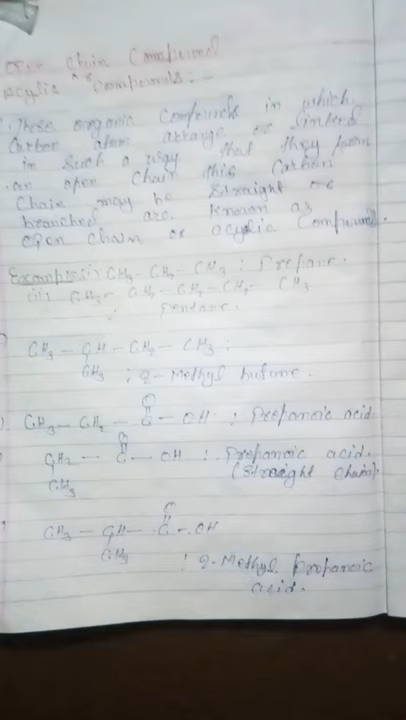 Open Chain Compound
or
acyclic Compounds:-
Those organic Compounds in which
Carbon atom arrange or linked
in such a way that they form
an open Chain this Carbon
Chain may be Straight or
branched are known as
Open Chain or acyclic Compound.
Examples:(i) CH3 - CH2 - CH3 : Propane.
(ii) CH3 - CH2 - CH2 - CH2 - CH3
: Pentane.
CH3 - CH - CH2 - CH3 :
CH3 : 2-Methyl butane.
O
CH3 - CH2 - C - OH : Propanoic acid
O
CH2 - C - OH : Propanoic acid.
CH3 (Straight Chain)
O
CH3 - CH - C - OH
CH3
: 2-Methyl Propanoic
acid.